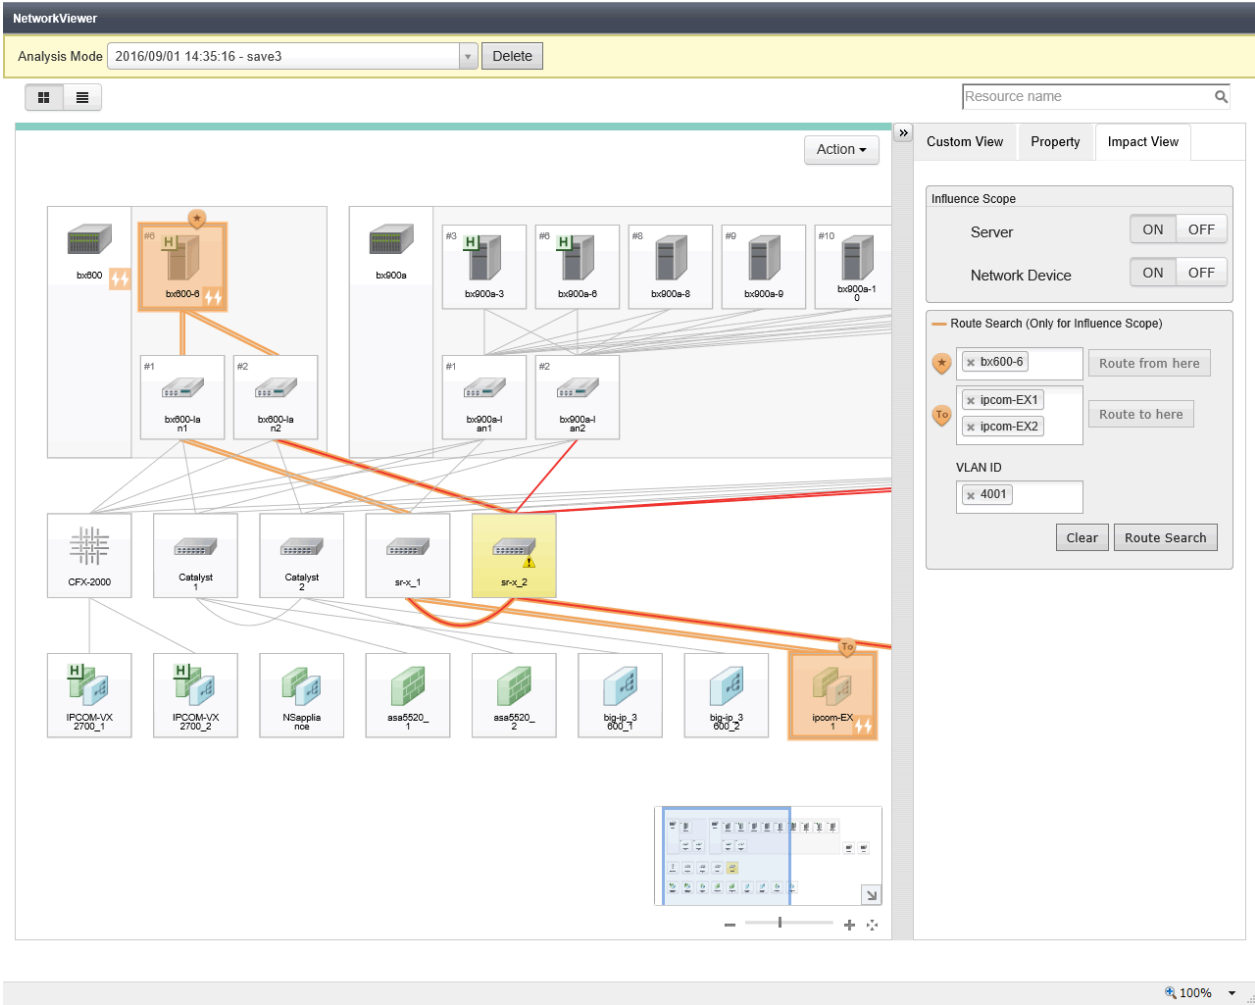 NetworkViewer
Analysis Mode 2016/09/01 14:35:16 - save3 Delete
Resource name
Action
»
Custom View Property Impact View
Influence Scope
Server ON OFF
Network Device ON OFF
Route Search (Only for Influence Scope)
× bx600-6 Route from here
To × ipcom-EX1 Route to here
× ipcom-EX2
VLAN ID
× 4001
Clear Route Search
bx600
#6 H
bx600-6
bx900a
#3 H
bx900a-3
#6 H
bx900a-6
#8
bx900a-8
#9
bx900a-9
#10
bx900a-1
0
#1
bx600-la
n1
#2
bx600-la
n2
#1
bx900a-l
an1
#2
bx900a-l
an2
CFX-2000
Catalyst
1
Catalyst
2
sr-x_1
sr-x_2
H
IPCOM-VX
2700_1
H
IPCOM-VX
2700_2
NSapplia
nce
asa5520_
1
asa5520_
2
big-ip_3
600_1
big-ip_3
600_2
To
ipcom-EX
1
100%